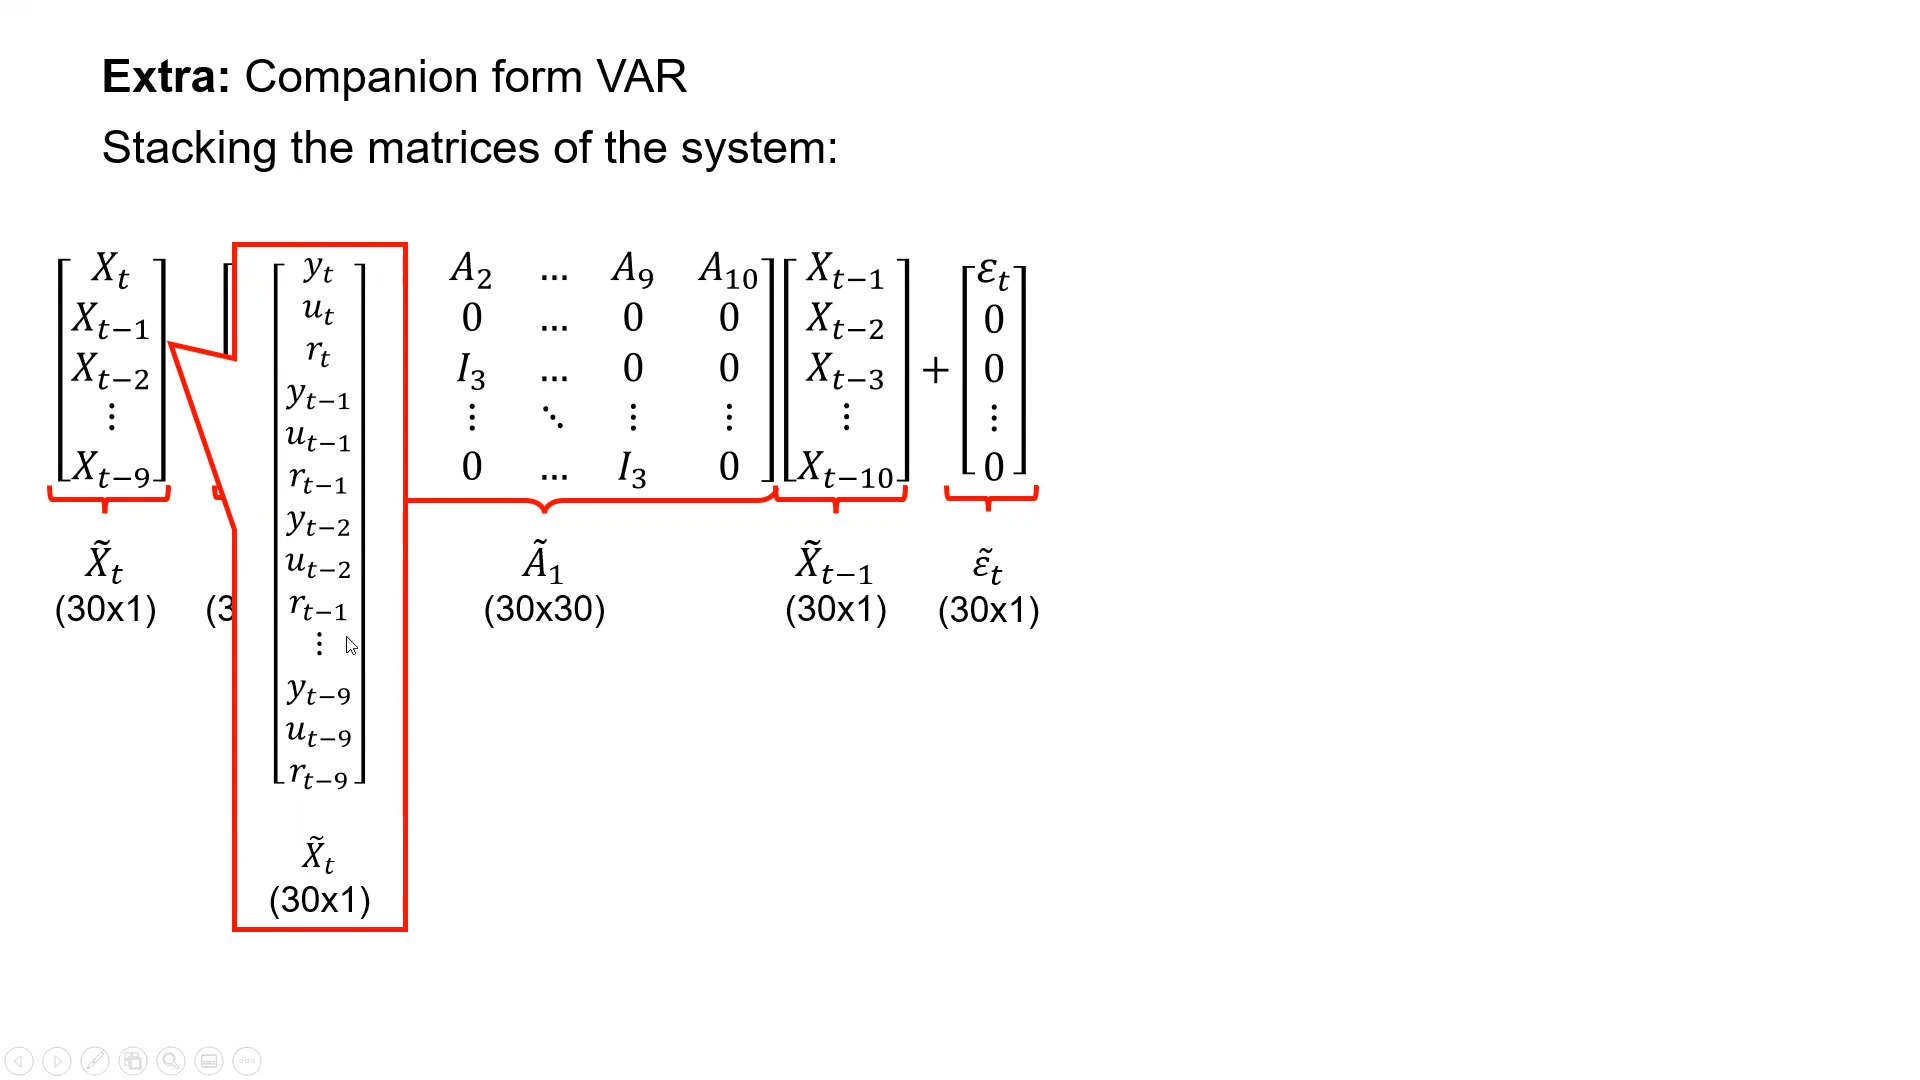 Extra: Companion form VAR
Stacking the matrices of the system:
[X_t X_{t−1} X_{t−2} ⋮ X_{t−9}]
X̃_t
(30x1)
(3
[y_t
u_t
r_t
y_{t−1}
u_{t−1}
r_{t−1}
y_{t−2}
u_{t−2}
r_{t−1}
⋮
y_{t−9}
u_{t−9}
r_{t−9}]
X̃_t
(30x1)
A_2 … A_9 A_{10}
0 … 0 0
I_3 … 0 0
⋮ ⋱ ⋮ ⋮
0 … I_3 0]
Ã_1
(30x30)
[X_{t−1} X_{t−2} X_{t−3} ⋮ X_{t−10}]
X̃_{t−1}
(30x1)
+
[ε_t 0 0 ⋮ 0]
ε̃_t
(30x1)